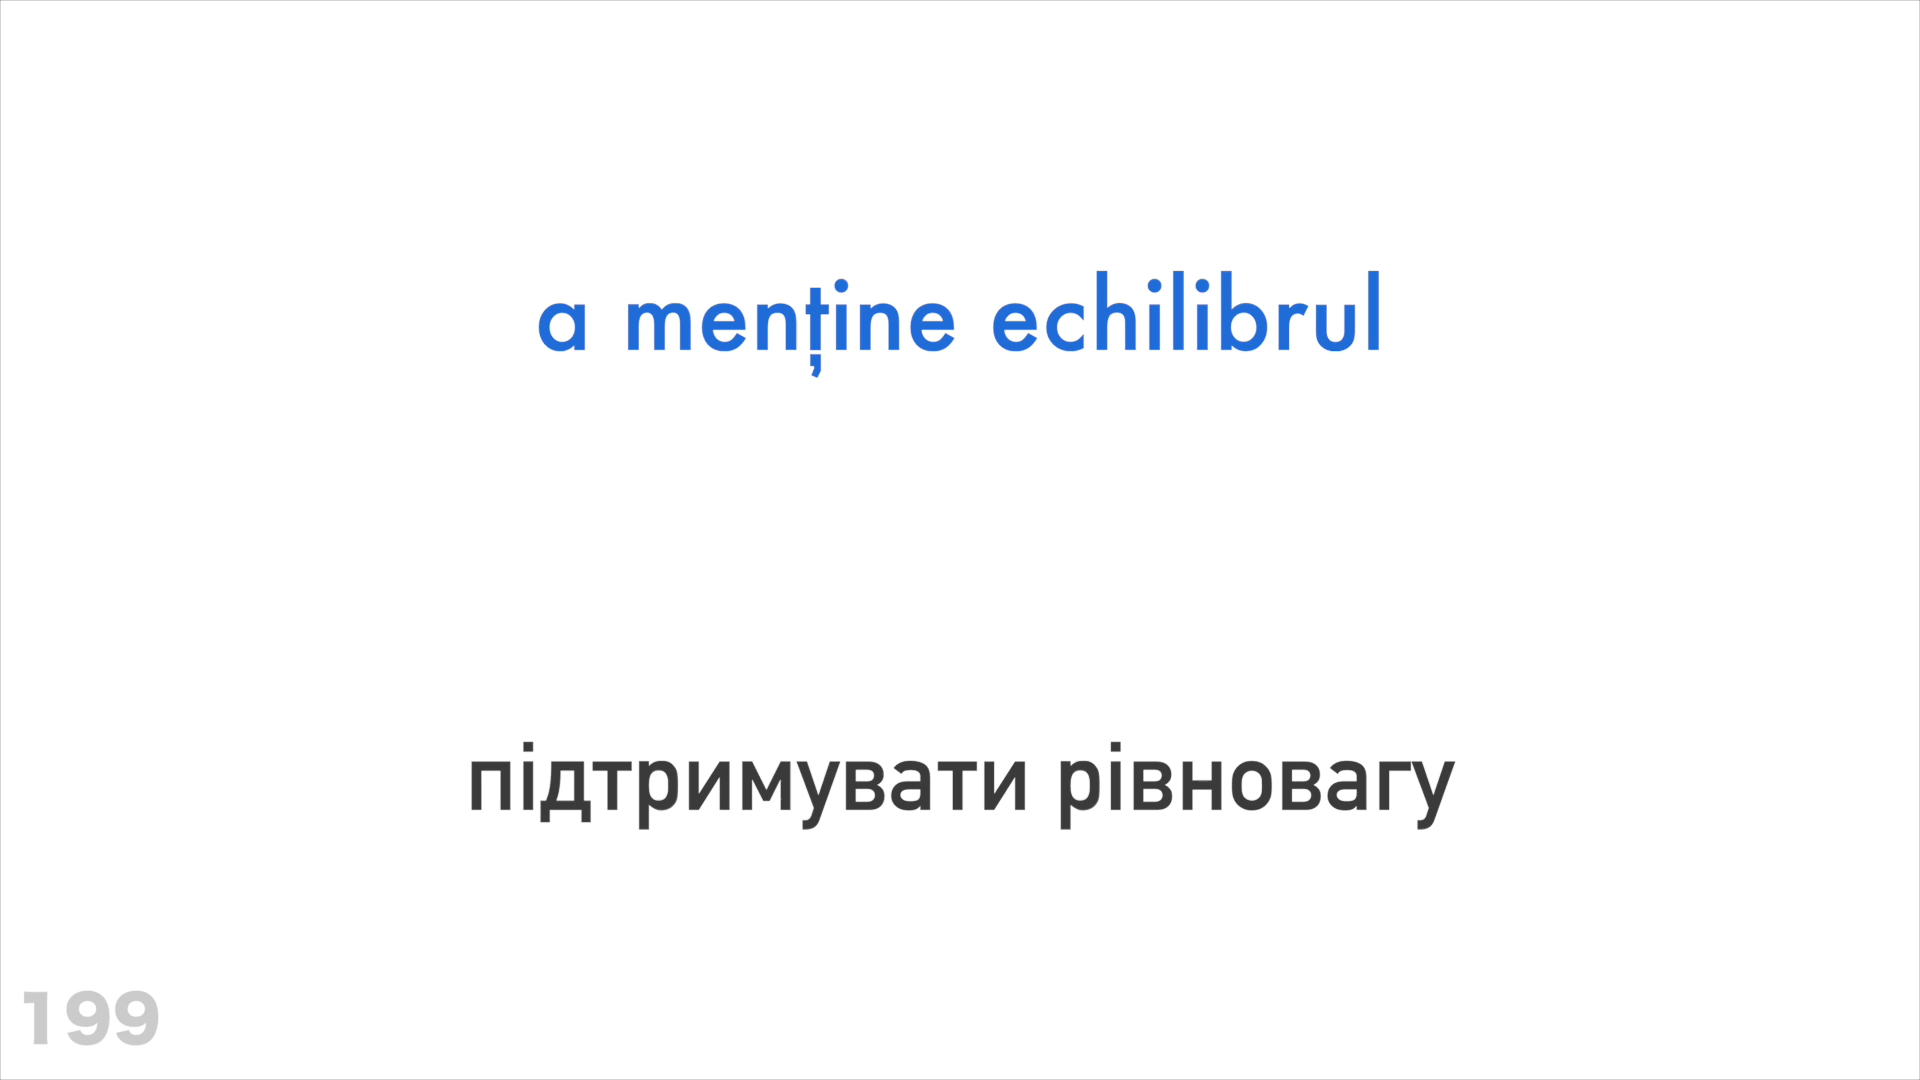 a menține echilibrul
підтримувати рівновагу
199